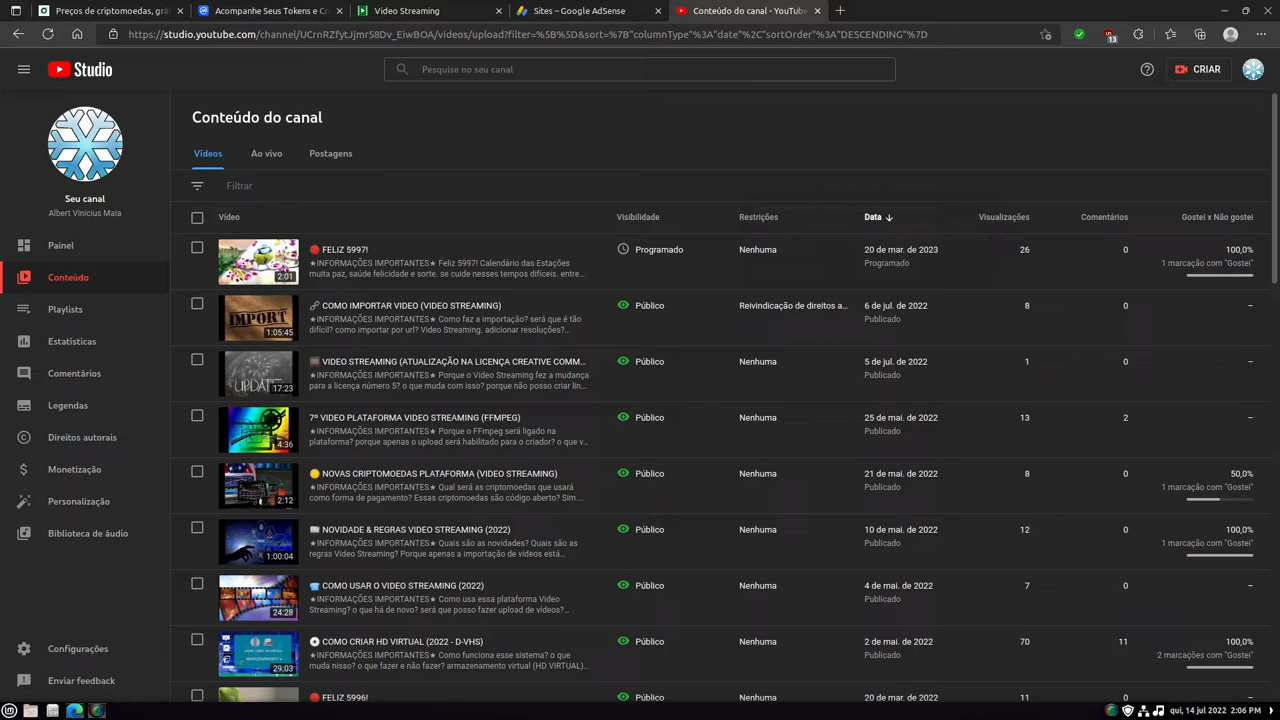 Preços de criptomoedas, grá
Acompanhe Seus Tokens e Cri
Video Streaming
Sites – Google AdSense
Conteúdo do canal - YouTube
https://studio.youtube.com/channel/UCrnRZfytJjmr58Dv_EIwBOA/videos/upload?filter=%5B%5D&sort=%7B"columnType"%3A"date"%2C"sortOrder"%3A"DESCENDING"%7D
13
Studio
Pesquise no seu canal
CRIAR
Seu canal
Albert Vinicius Maia
Painel
Conteúdo
Playlists
Estatísticas
Comentários
Legendas
Direitos autorais
Monetização
Personalização
Biblioteca de áudio
Configurações
Enviar feedback
Conteúdo do canal
Vídeos Ao vivo Postagens
Filtrar
Vídeo Visibilidade Restrições Data Visualizações Comentários Gostei x Não gostei
FELIZ 5997! Programado Nenhuma 20 de mar. de 2023 26 100,0%
★INFORMAÇÕES IMPORTANTES★ Feliz 5997! Calendário das Estações Programado 1 marcação com "Gostei"
muita paz, saúde felicidade e sorte. se cuide nesses tempos difíceis. entre...
2:01
COMO IMPORTAR VIDEO (VIDEO STREAMING) Público Reivindicação de direitos a... 6 de jul. de 2022 8 0 –
★INFORMAÇÕES IMPORTANTES★ Como faz a importação? será que é tão Publicado
difícil? como importar por url? Video Streaming. adicionar resoluções?...
IMPORT
1:05:45
VIDEO STREAMING (ATUALIZAÇÃO NA LICENÇA CREATIVE COMM... Público Nenhuma 5 de jul. de 2022 1 0 –
★INFORMAÇÕES IMPORTANTES★ Porque o Video Streaming fez a mudança Publicado
para a licença número 5? o que muda com isso? porque não posso criar lin...
UPDATE
17:23
7º VIDEO PLATAFORMA VIDEO STREAMING (FFMPEG) Público Nenhuma 25 de mai. de 2022 13 2 –
★INFORMAÇÕES IMPORTANTES★ Porque o FFmpeg será ligado na Publicado
plataforma? porque apenas o upload será habilitado para o criador? o que v...
4:36
NOVAS CRIPTOMOEDAS PLATAFORMA (VIDEO STREAMING) Público Nenhuma 21 de mai. de 2022 8 0 50,0%
★INFORMAÇÕES IMPORTANTES★ Qual será as criptomoedas que usará Publicado 1 marcação com "Gostei"
como forma de pagamento? Essas criptomoedas são código aberto? Sim....
2:12
NOVIDADE & REGRAS VIDEO STREAMING (2022) Público Nenhuma 10 de mai. de 2022 12 0 100,0%
★INFORMAÇÕES IMPORTANTES★ Quais são as novidades? Quais são as Publicado 1 marcação com "Gostei"
regras Video Streaming? Porque apenas a importação de vídeos está...
1:00:04
COMO USAR O VIDEO STREAMING (2022) Público Nenhuma 4 de mai. de 2022 7 0 –
★INFORMAÇÕES IMPORTANTES★ Como usa essa plataforma Video Publicado
Streaming? o que há de novo? será que posso fazer upload de vídeos?...
24:28
COMO CRIAR HD VIRTUAL (2022 - D-VHS) Público Nenhuma 2 de mai. de 2022 70 11 100,0%
★INFORMAÇÕES IMPORTANTES★ Como funciona esse sistema? o que Publicado 2 marcações com "Gostei"
muda nisso? o que fazer e não fazer? armazenamento virtual (HD VIRTUAL)...
29:03
FELIZ 5996! Público Nenhuma 20 de mar. de 2022 11 0 100,0%
qui, 14 jul 2022 2:06 PM